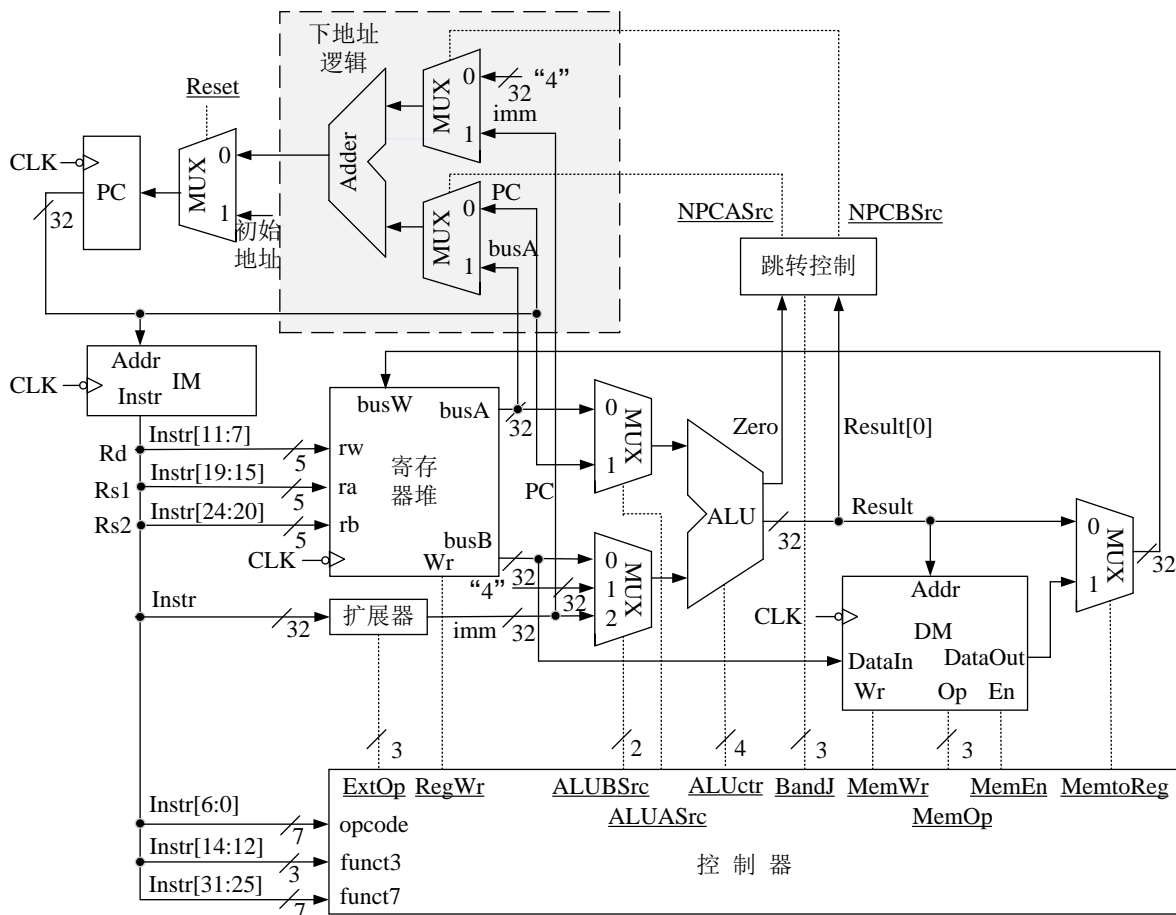 下地址
逻辑
MUX
0
1
32
“4”
imm
Reset
CLK
PC
32
MUX
0
1
初始
地址
Adder
MUX
PC
0
busA
1
NPCASrc
NPCBSrc
跳转控制
CLK
Addr
Instr
IM
Rd
Instr[11:7]
5
Rs1
Instr[19:15]
5
Rs2
Instr[24:20]
5
CLK
busW
busA
rw
ra
rb
寄存
器堆
busB
Wr
32
32
“4”
32
0
1
MUX
PC
0
1
2
MUX
Zero
Result[0]
ALU
32
Result
0
1
MUX
32
CLK
Addr
DM
DataIn
DataOut
Wr
Op
En
Instr
32
扩展器
imm
32
3
2
4
3
3
ExtOp
RegWr
ALUBSrc
ALUASrc
ALUctr
BandJ
MemWr
MemOp
MemEn
MemtoReg
Instr[6:0]
7
opcode
Instr[14:12]
3
funct3
Instr[31:25]
7
funct7
控 制 器